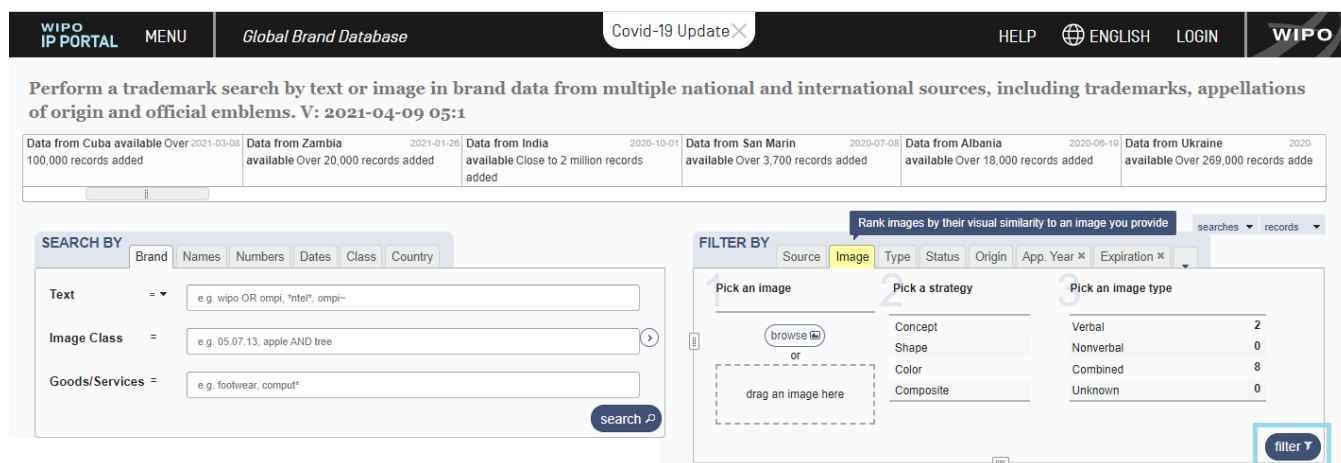 WIPO
IP PORTAL
MENU
Global Brand Database
Covid-19 Update
HELP
ENGLISH
LOGIN
WIPO
Perform a trademark search by text or image in brand data from multiple national and international sources, including trademarks, appellations
of origin and official emblems. V: 2021-04-09 05:1
Data from Cuba available Over 2021-03-08
100,000 records added
Data from Zambia 2021-01-26
available Over 20,000 records added
Data from India 2020-10-01
available Close to 2 million records
added
Data from San Marin 2020-07-08
available Over 3,700 records added
Data from Albania 2020-06-19
available Over 18,000 records added
Data from Ukraine 2020-
available Over 269,000 records adde
Rank images by their visual similarity to an image you provide
searches records
SEARCH BY
Brand Names Numbers Dates Class Country
Text =
e.g. wipo OR ompi, *ntel*, ompi~
Image Class =
e.g. 05.07.13, apple AND tree
Goods/Services =
e.g. footwear, comput*
search
FILTER BY
Source Image Type Status Origin App. Year × Expiration ×
1
Pick an image
browse
or
drag an image here
2
Pick a strategy
Concept
Shape
Color
Composite
3
Pick an image type
Verbal 2
Nonverbal 0
Combined 8
Unknown 0
filter